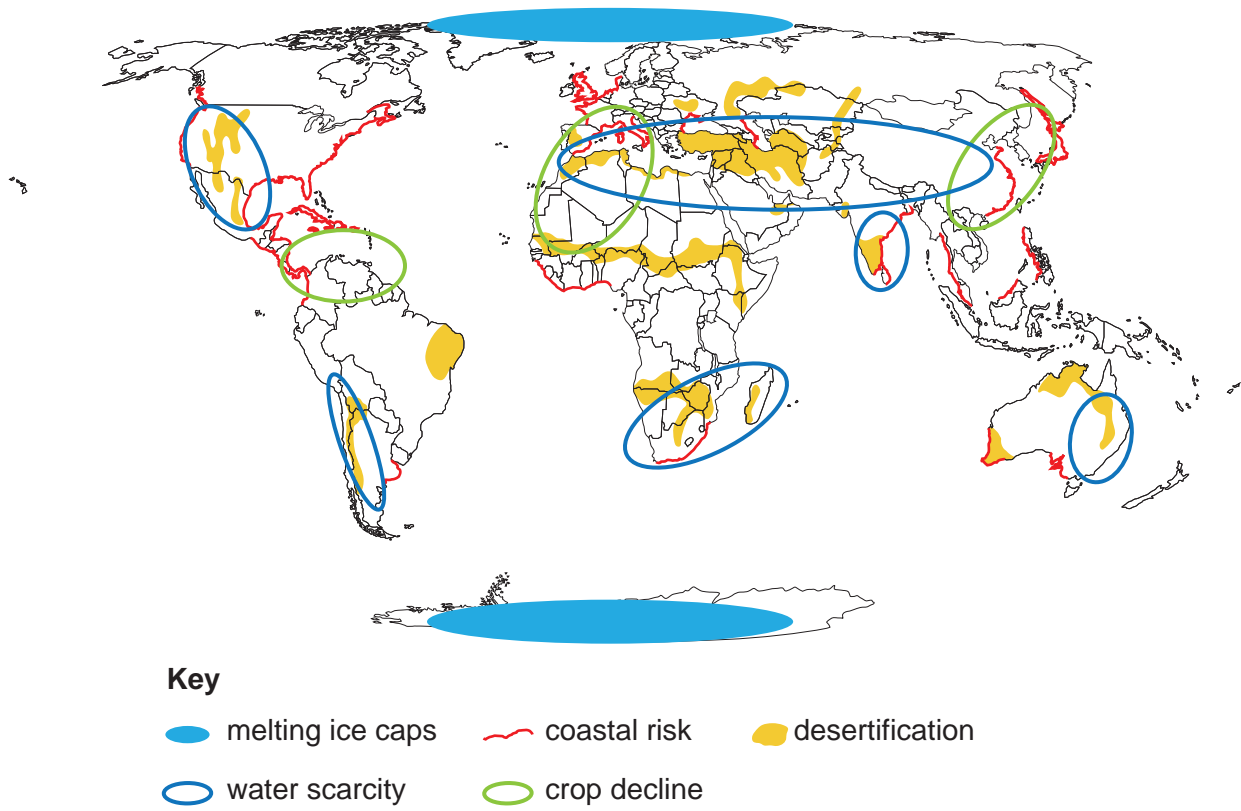 Key
melting ice caps coastal risk desertification
water scarcity crop decline